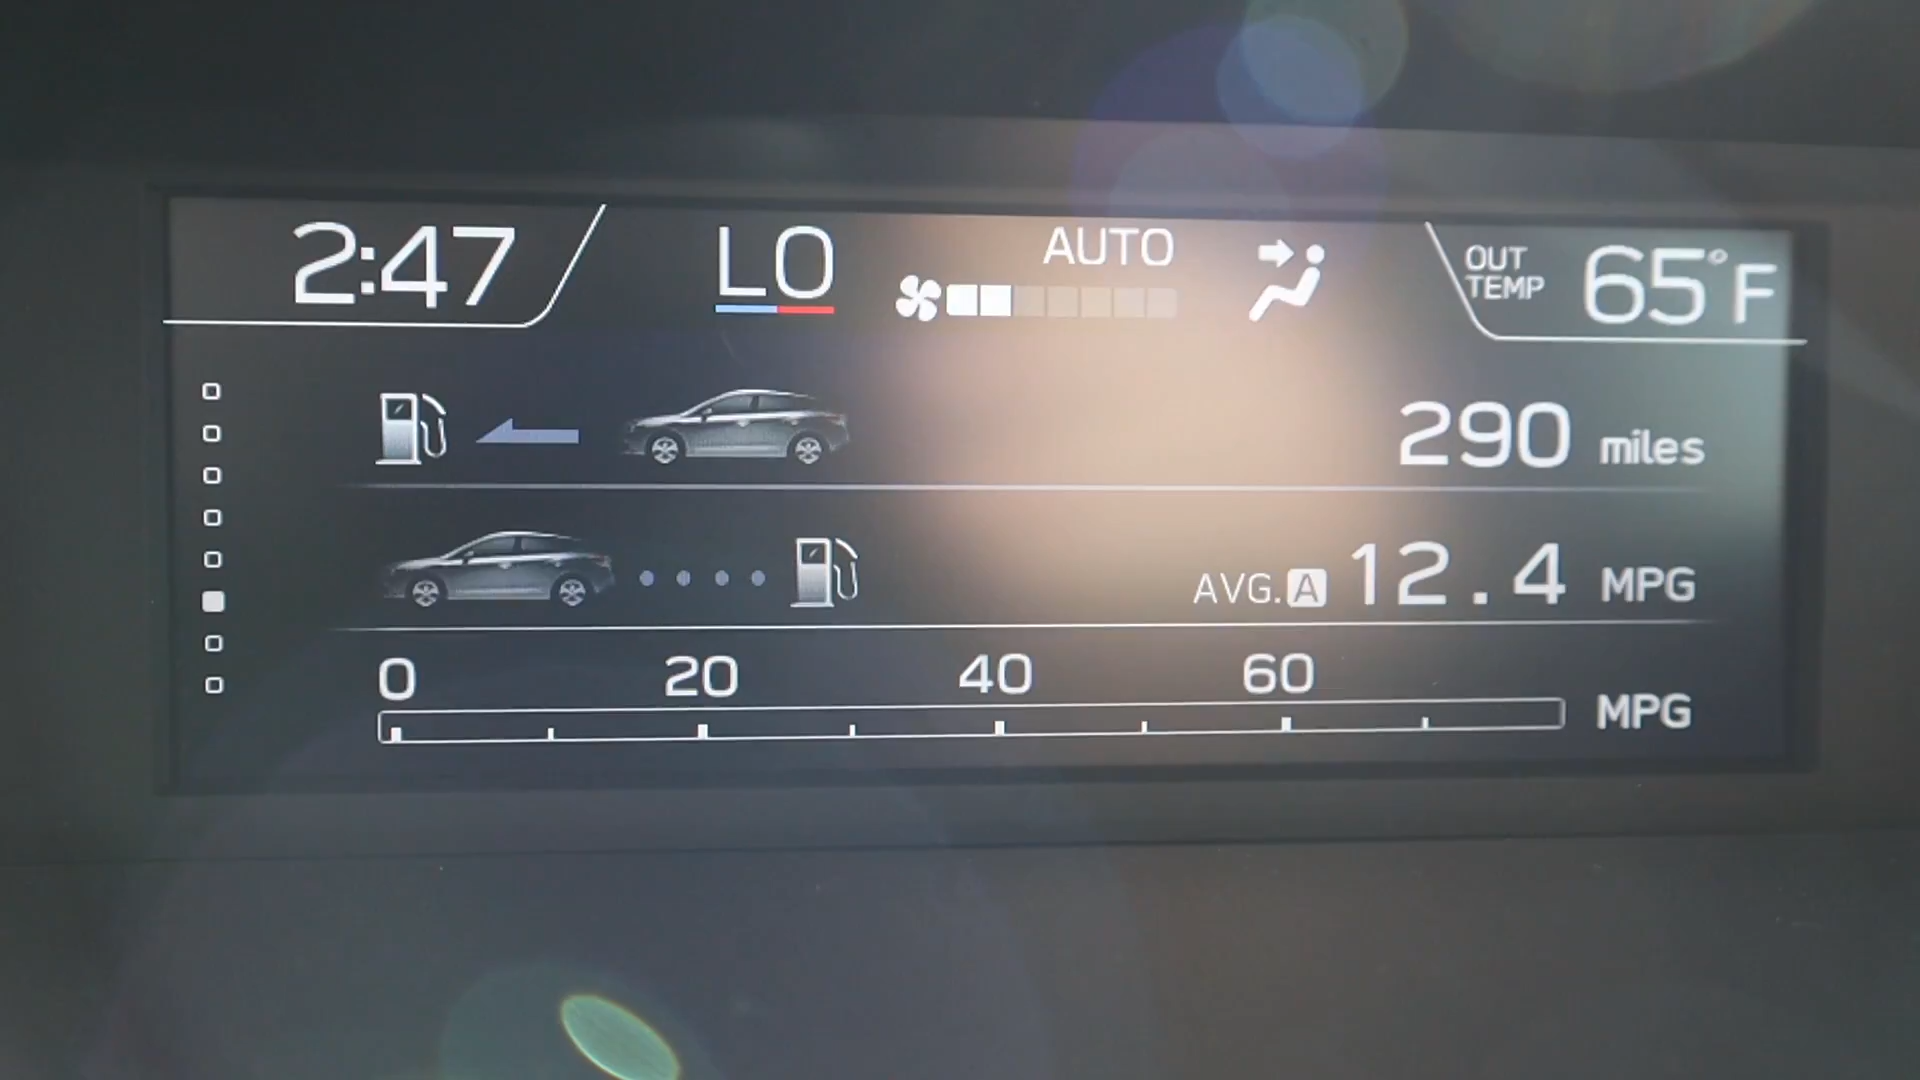 2:47
LO
AUTO
OUT
TEMP
65°F
290 miles
AVG. A 12.4 MPG
0 20 40 60
MPG